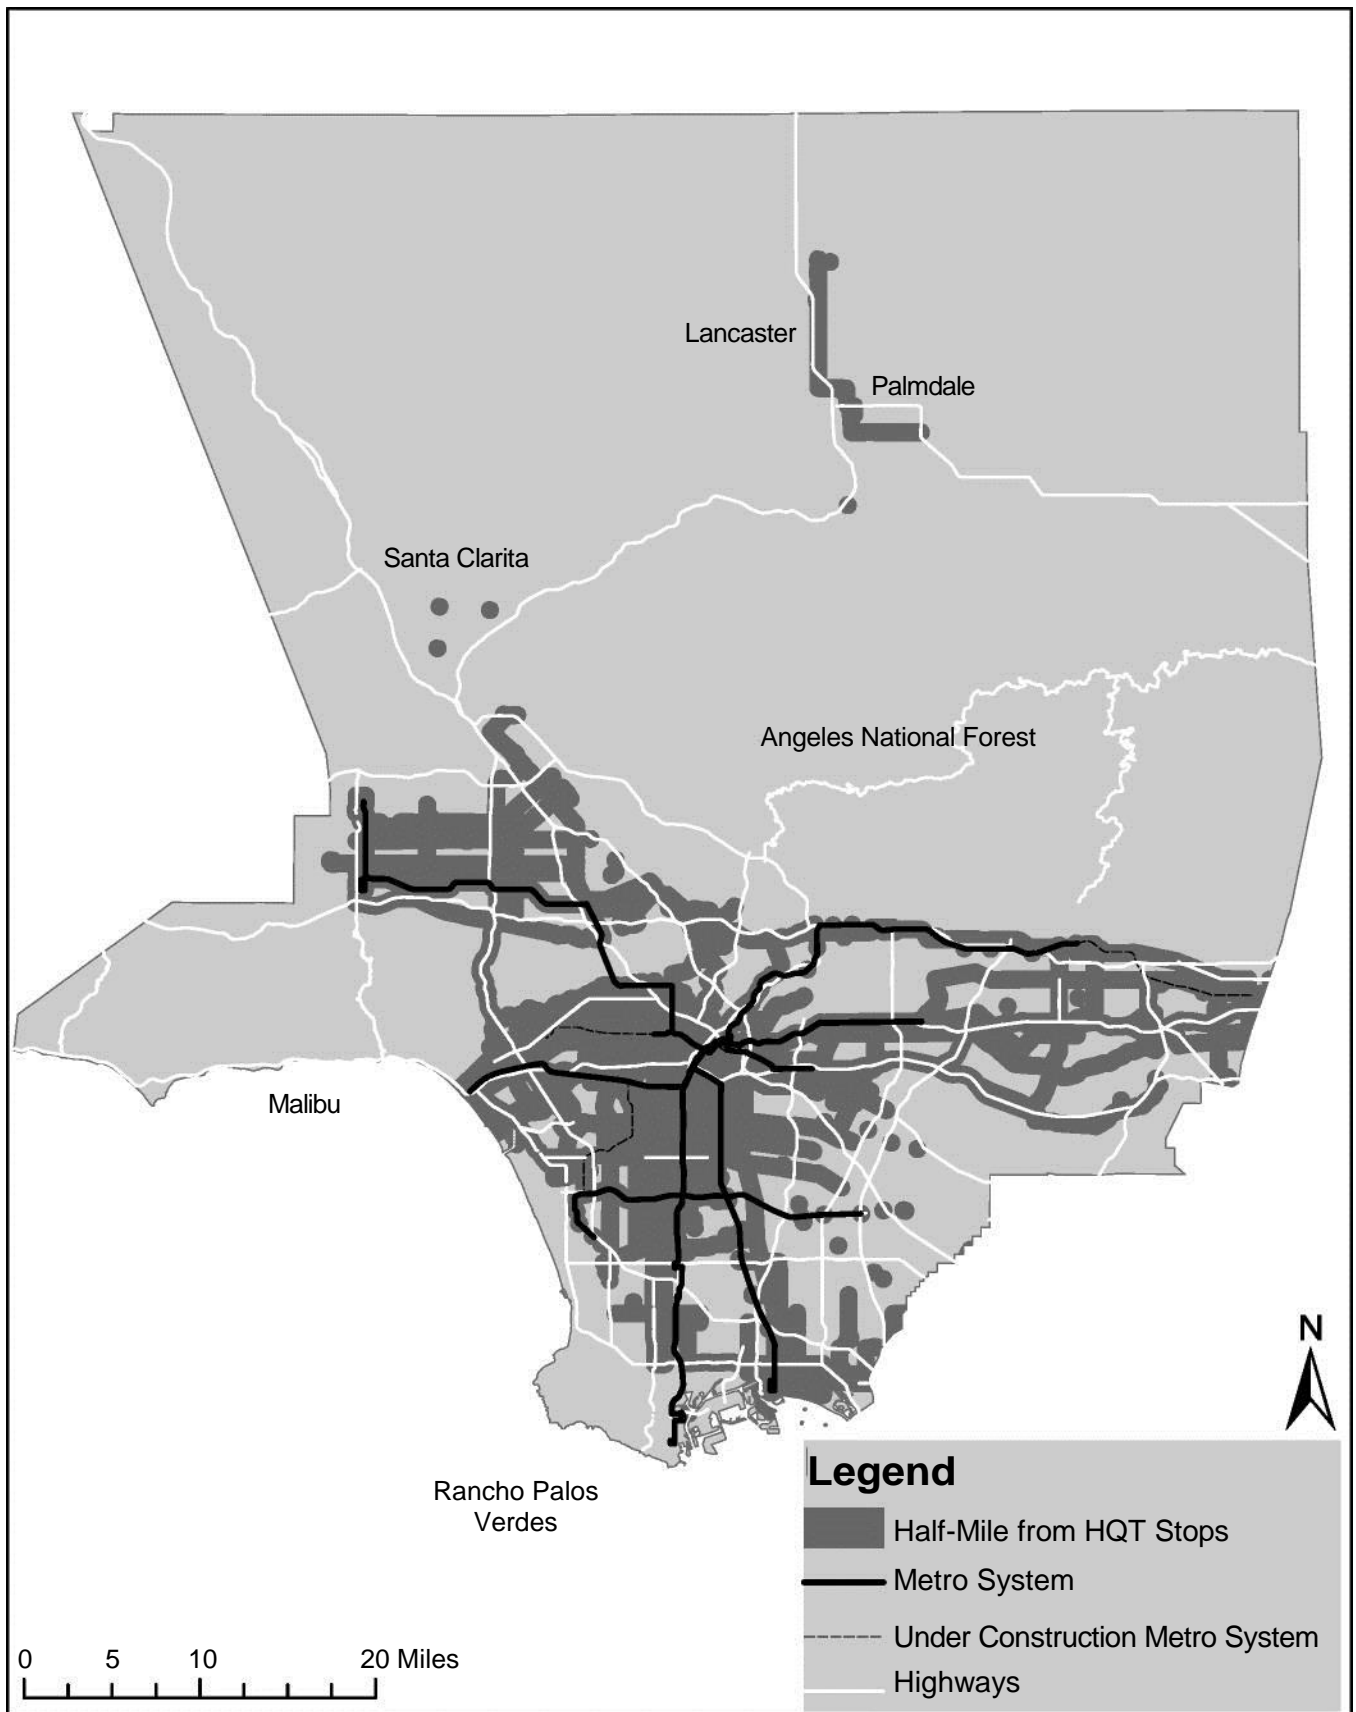 Lancaster
Palmdale
Santa Clarita
Angeles National Forest
Malibu
N
Rancho Palos
Verdes
Legend
Half-Mile from HQT Stops
Metro System
Under Construction Metro System
Highways
0 5 10 20 Miles